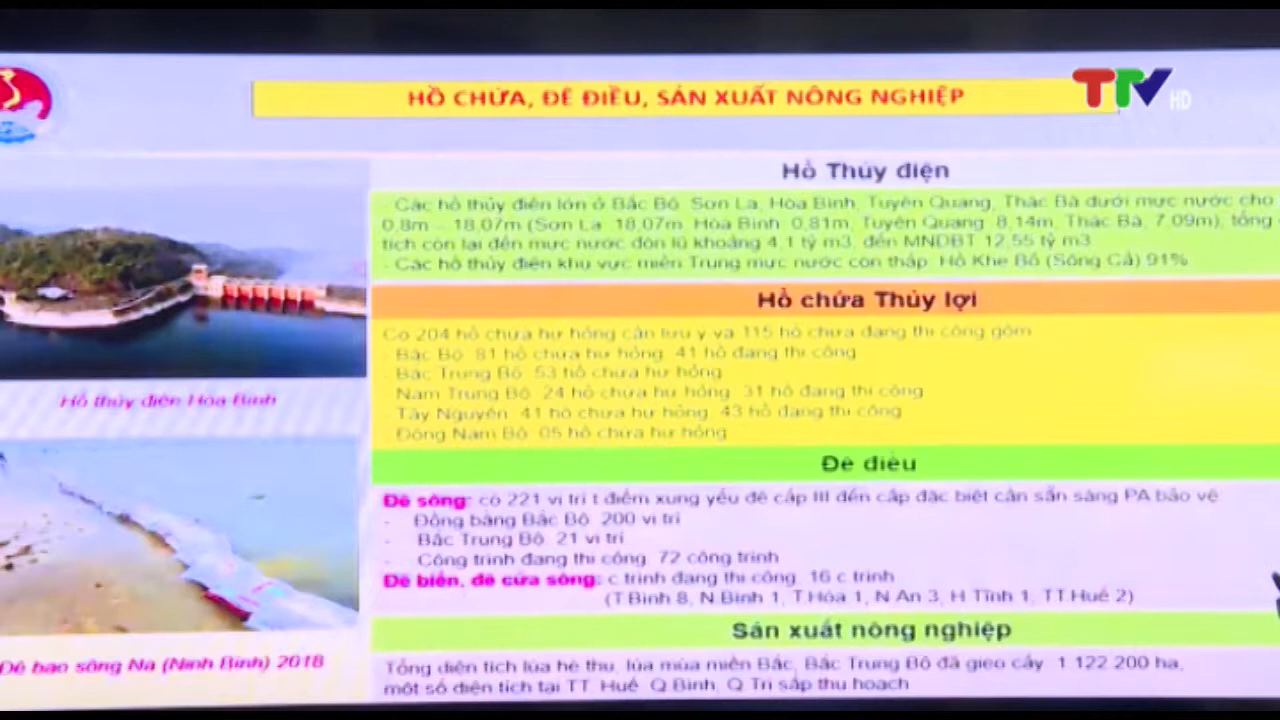 HỒ CHỨA, ĐÊ ĐIỀU, SẢN XUẤT NÔNG NGHIỆP
TTV HD
Hồ Thủy điện
- Các hồ thủy điện lớn ở Bắc Bộ Sơn La, Hòa Bình, Tuyên Quang, Thác Bà dưới mực nước cho
0,8m - 18,07m (Sơn La 18,07m, Hòa Bình 0,81m, Tuyên Quang 8,14m, Thác Bà, 7,09m), tổng
tích còn lại đến mực nước đón lũ khoảng 4,1 tỷ m3, đến MNDBT 12,55 tỷ m3
- Các hồ thủy điện khu vực miền Trung mực nước còn thấp: Hồ Khe Bố (Sông Cả) 91%
Hồ chứa Thủy lợi
Có 204 hồ chứa hư hỏng cần lưu ý và 115 hồ chứa đang thi công gồm
- Bắc Bộ: 81 hồ chứa hư hỏng, 41 hồ đang thi công
- Bắc Trung Bộ: 53 hồ chứa hư hỏng
- Nam Trung Bộ: 24 hồ chứa hư hỏng, 31 hồ đang thi công
- Tây Nguyên: 41 hồ chứa hư hỏng, 43 hồ đang thi công
- Đông Nam Bộ: 05 hồ chứa hư hỏng
Hồ thủy điện Hòa Bình
Đê điều
Đê sông: có 221 vị trí t.điểm xung yếu đê cấp III đến cấp đặc biệt cần sẵn sàng PA bảo vệ
- Đồng bằng Bắc Bộ: 200 vị trí
- Bắc Trung Bộ: 21 vị trí
- Công trình đang thi công: 72 công trình
Đê biển, đê cửa sông: c.trình đang thi công: 16 c.trình
(T.Bình 8, N.Bình 1, T.Hóa 1, N.An 3, H.Tĩnh 1, TT.Huế 2)
Sản xuất nông nghiệp
Tổng diện tích lúa hè thu, lúa mùa miền Bắc, Bắc Trung Bộ đã gieo cấy: 1.122.200 ha,
một số diện tích tại TT. Huế, Q.Bình, Q.Trị sắp thu hoạch
Đê bao sông Na (Ninh Bình) 2018